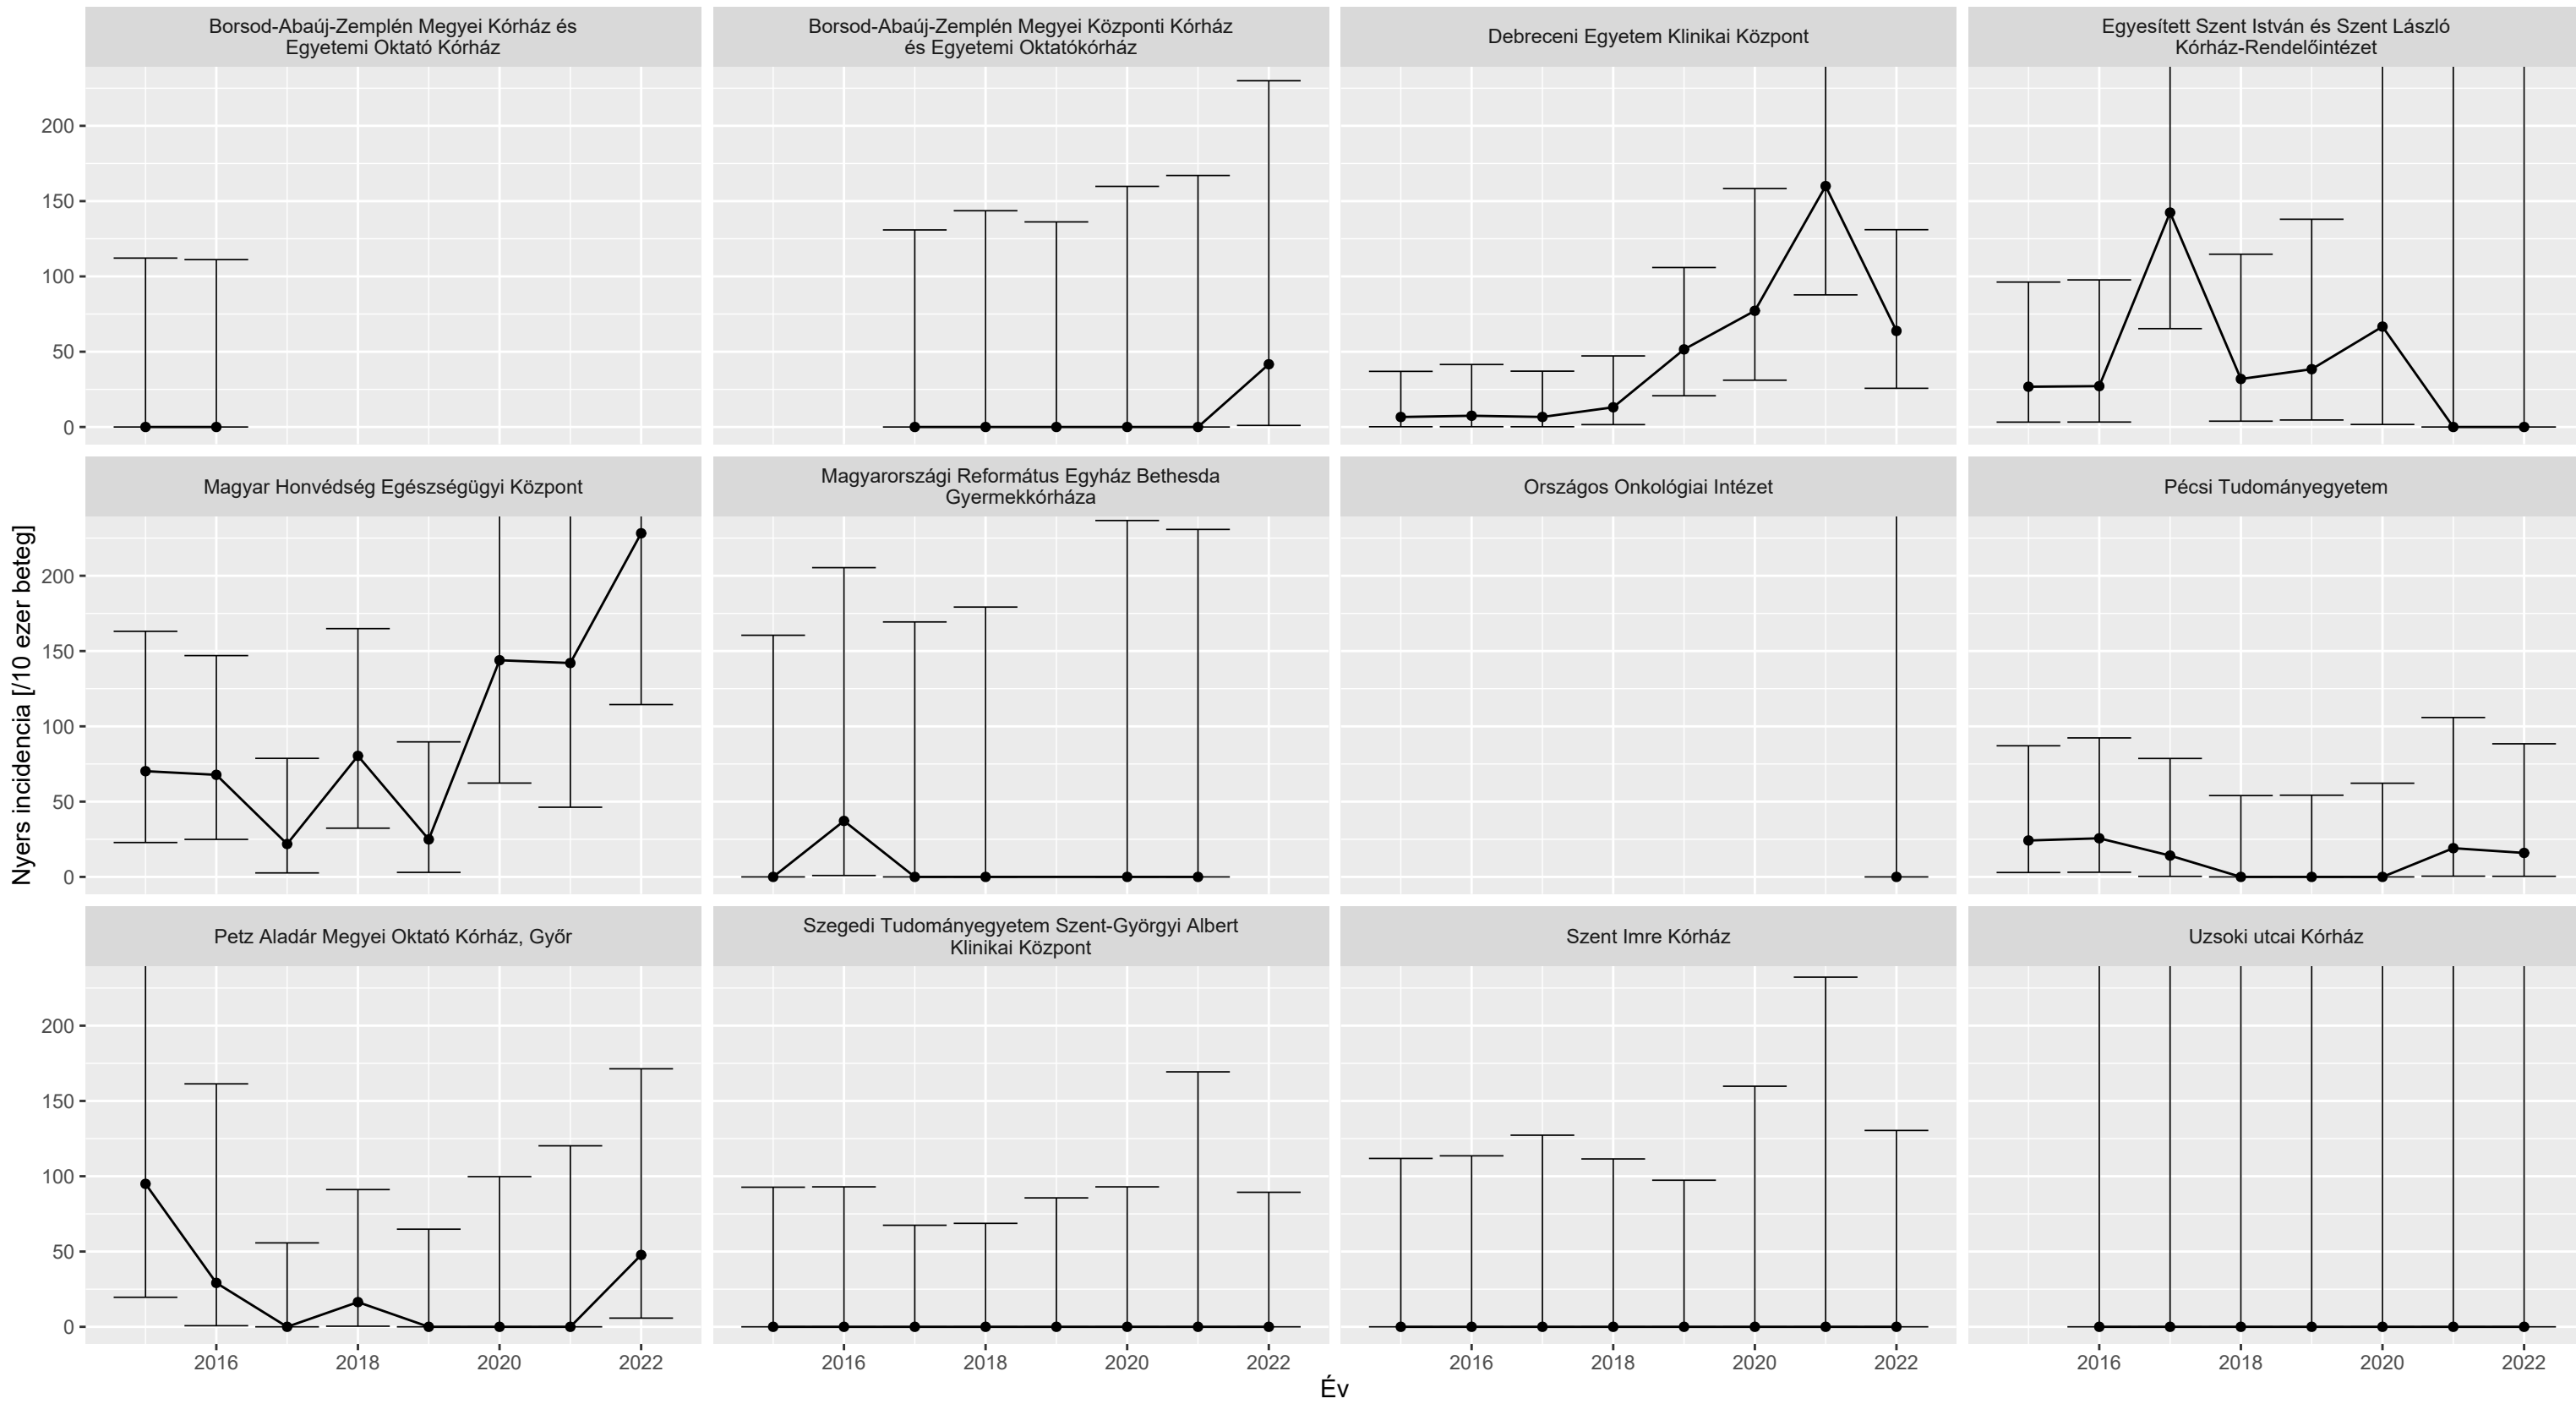 Borsod-Abaúj-Zemplén Megyei Kórház és
Egyetemi Oktató Kórház
Borsod-Abaúj-Zemplén Megyei Központi Kórház
és Egyetemi Oktatókórház
Debreceni Egyetem Klinikai Központ
Egyesített Szent István és Szent László
Kórház-Rendelőintézet
200
150
100
50
0
Magyar Honvédség Egészségügyi Központ
Magyarországi Református Egyház Bethesda
Gyermekkórháza
Országos Onkológiai Intézet
Pécsi Tudományegyetem
Nyers incidencia [/10 ezer beteg]
200
150
100
50
0
Petz Aladár Megyei Oktató Kórház, Győr
Szegedi Tudományegyetem Szent-Györgyi Albert
Klinikai Központ
Szent Imre Kórház
Uzsoki utcai Kórház
200
150
100
50
0
2016 2018 2020 2022
2016 2018 2020 2022
2016 2018 2020 2022
2016 2018 2020 2022
Év